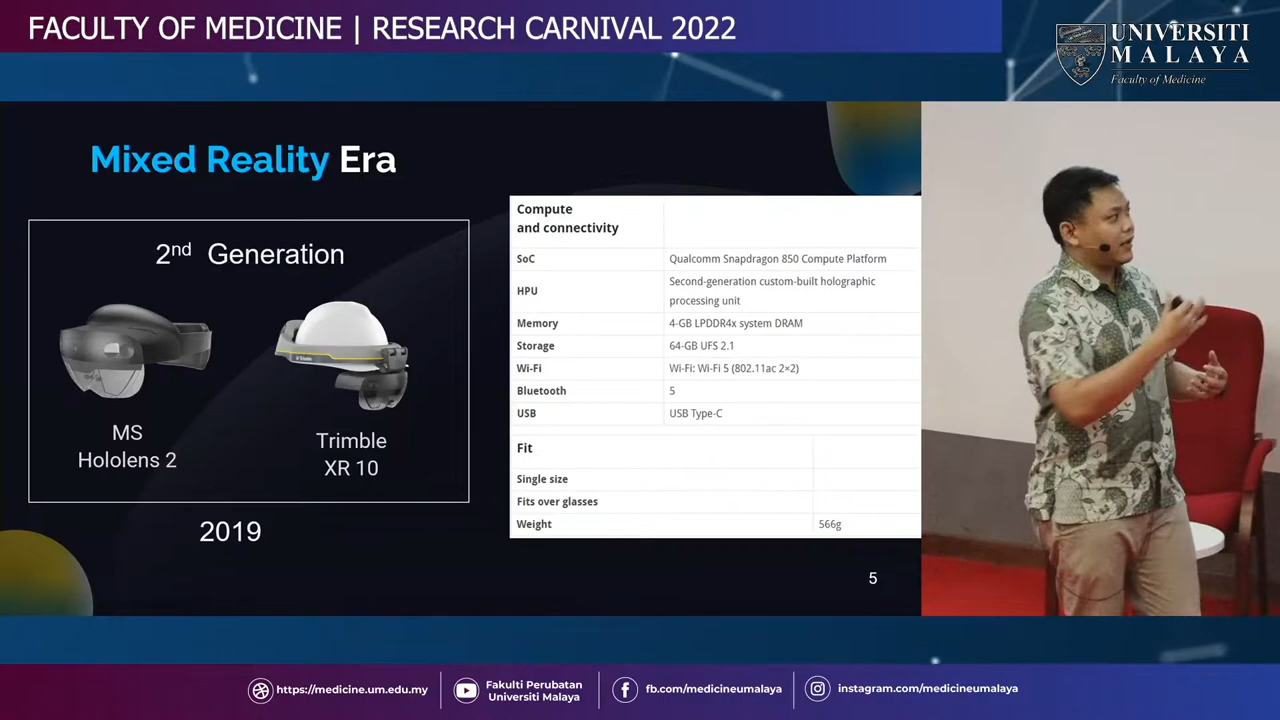 FACULTY OF MEDICINE | RESEARCH CARNIVAL 2022
UNIVERSITI
MALAYA
Faculty of Medicine
Mixed Reality Era
2nd Generation
MS
Hololens 2
Trimble
XR 10
2019
Compute
and connectivity
SoC Qualcomm Snapdragon 850 Compute Platform
HPU Second-generation custom-built holographic
processing unit
Memory 4-GB LPDDR4x system DRAM
Storage 64-GB UFS 2.1
Wi-Fi Wi-Fi: Wi-Fi 5 (802.11ac 2×2)
Bluetooth 5
USB USB Type-C
Fit
Single size
Fits over glasses
Weight 566g
5
https://medicine.um.edu.my
Fakulti Perubatan
Universiti Malaya
fb.com/medicineumalaya
instagram.com/medicineumalaya